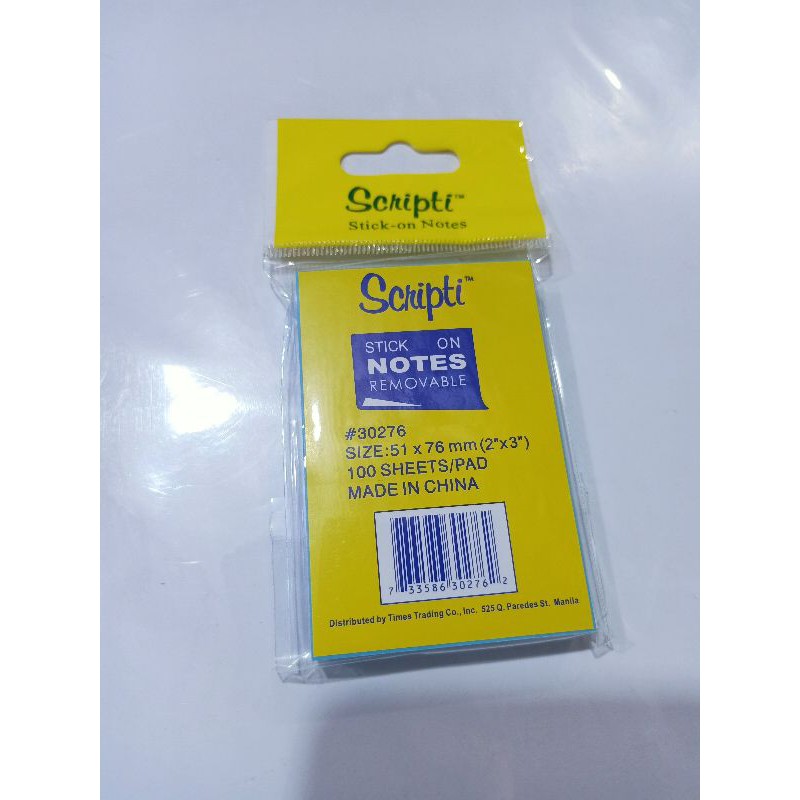 Scripti™
Stick-on Notes
Scripti™
STICK ON
NOTES
REMOVABLE
#30276
SIZE:51 x 76 mm (2"x3")
100 SHEETS/PAD
MADE IN CHINA
7 33586 30276 2
Distributed by Times Trading Co., Inc. 525 Q. Paredes St. Manila